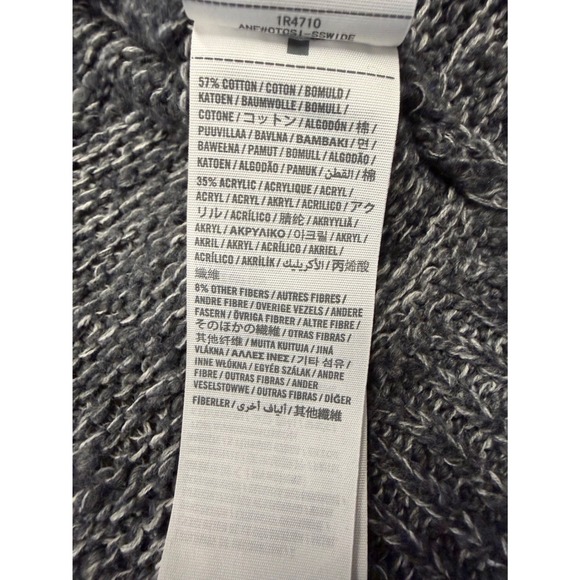 1R4710
57% COTTON / COTON / BOMULD /
KATOEN / BAUMWOLLE / BOMULL /
COTONE / コットン / ALGODÓN / 棉 /
PUUVILLAA / BAVLNA / ΒΑΜΒΑΚΙ / 면 /
BAWEŁNA / PAMUT / BOMULL / ALGODÃO /
KATOEN / ALGODÃO / PAMUK / القطن / 棉
35% ACRYLIC / ACRYLIQUE / ACRYL /
ACRYL / ACRYL / AKRYL / ACRILICO / アク
リル / ACRÍLICO / 腈纶 / AKRYYLIÄ /
AKRYL / ΑΚΡΥΛΙΚΟ / 아크릴 / AKRYL /
AKRIL / AKRYL / ACRÍLICO / AKRIEL /
ACRÍLICO / AKRİLİK / الأكريليك / 丙烯酸
纖維
8% OTHER FIBERS / AUTRES FIBRES /
ANDRE FIBRE / OVERIGE VEZELS / ANDERE
FASERN / ÖVRIGA FIBRER / ALTRE FIBRE /
そのほかの繊維 / OTRAS FIBRAS /
其他纤维 / MUITA KUITUJA / JINÁ
VLÁKNA / ΑΛΛΕΣ ΙΝΕΣ / 기타 섬유 /
INNE WŁÓKNA / EGYÉB SZÁLAK / ANDRE
FIBRE / OUTRAS FIBRAS / ANDER
VESELSTOWWE / OUTRAS FIBRAS / DİĞER
FIBERLER / ألياف أخرى / 其他纖維